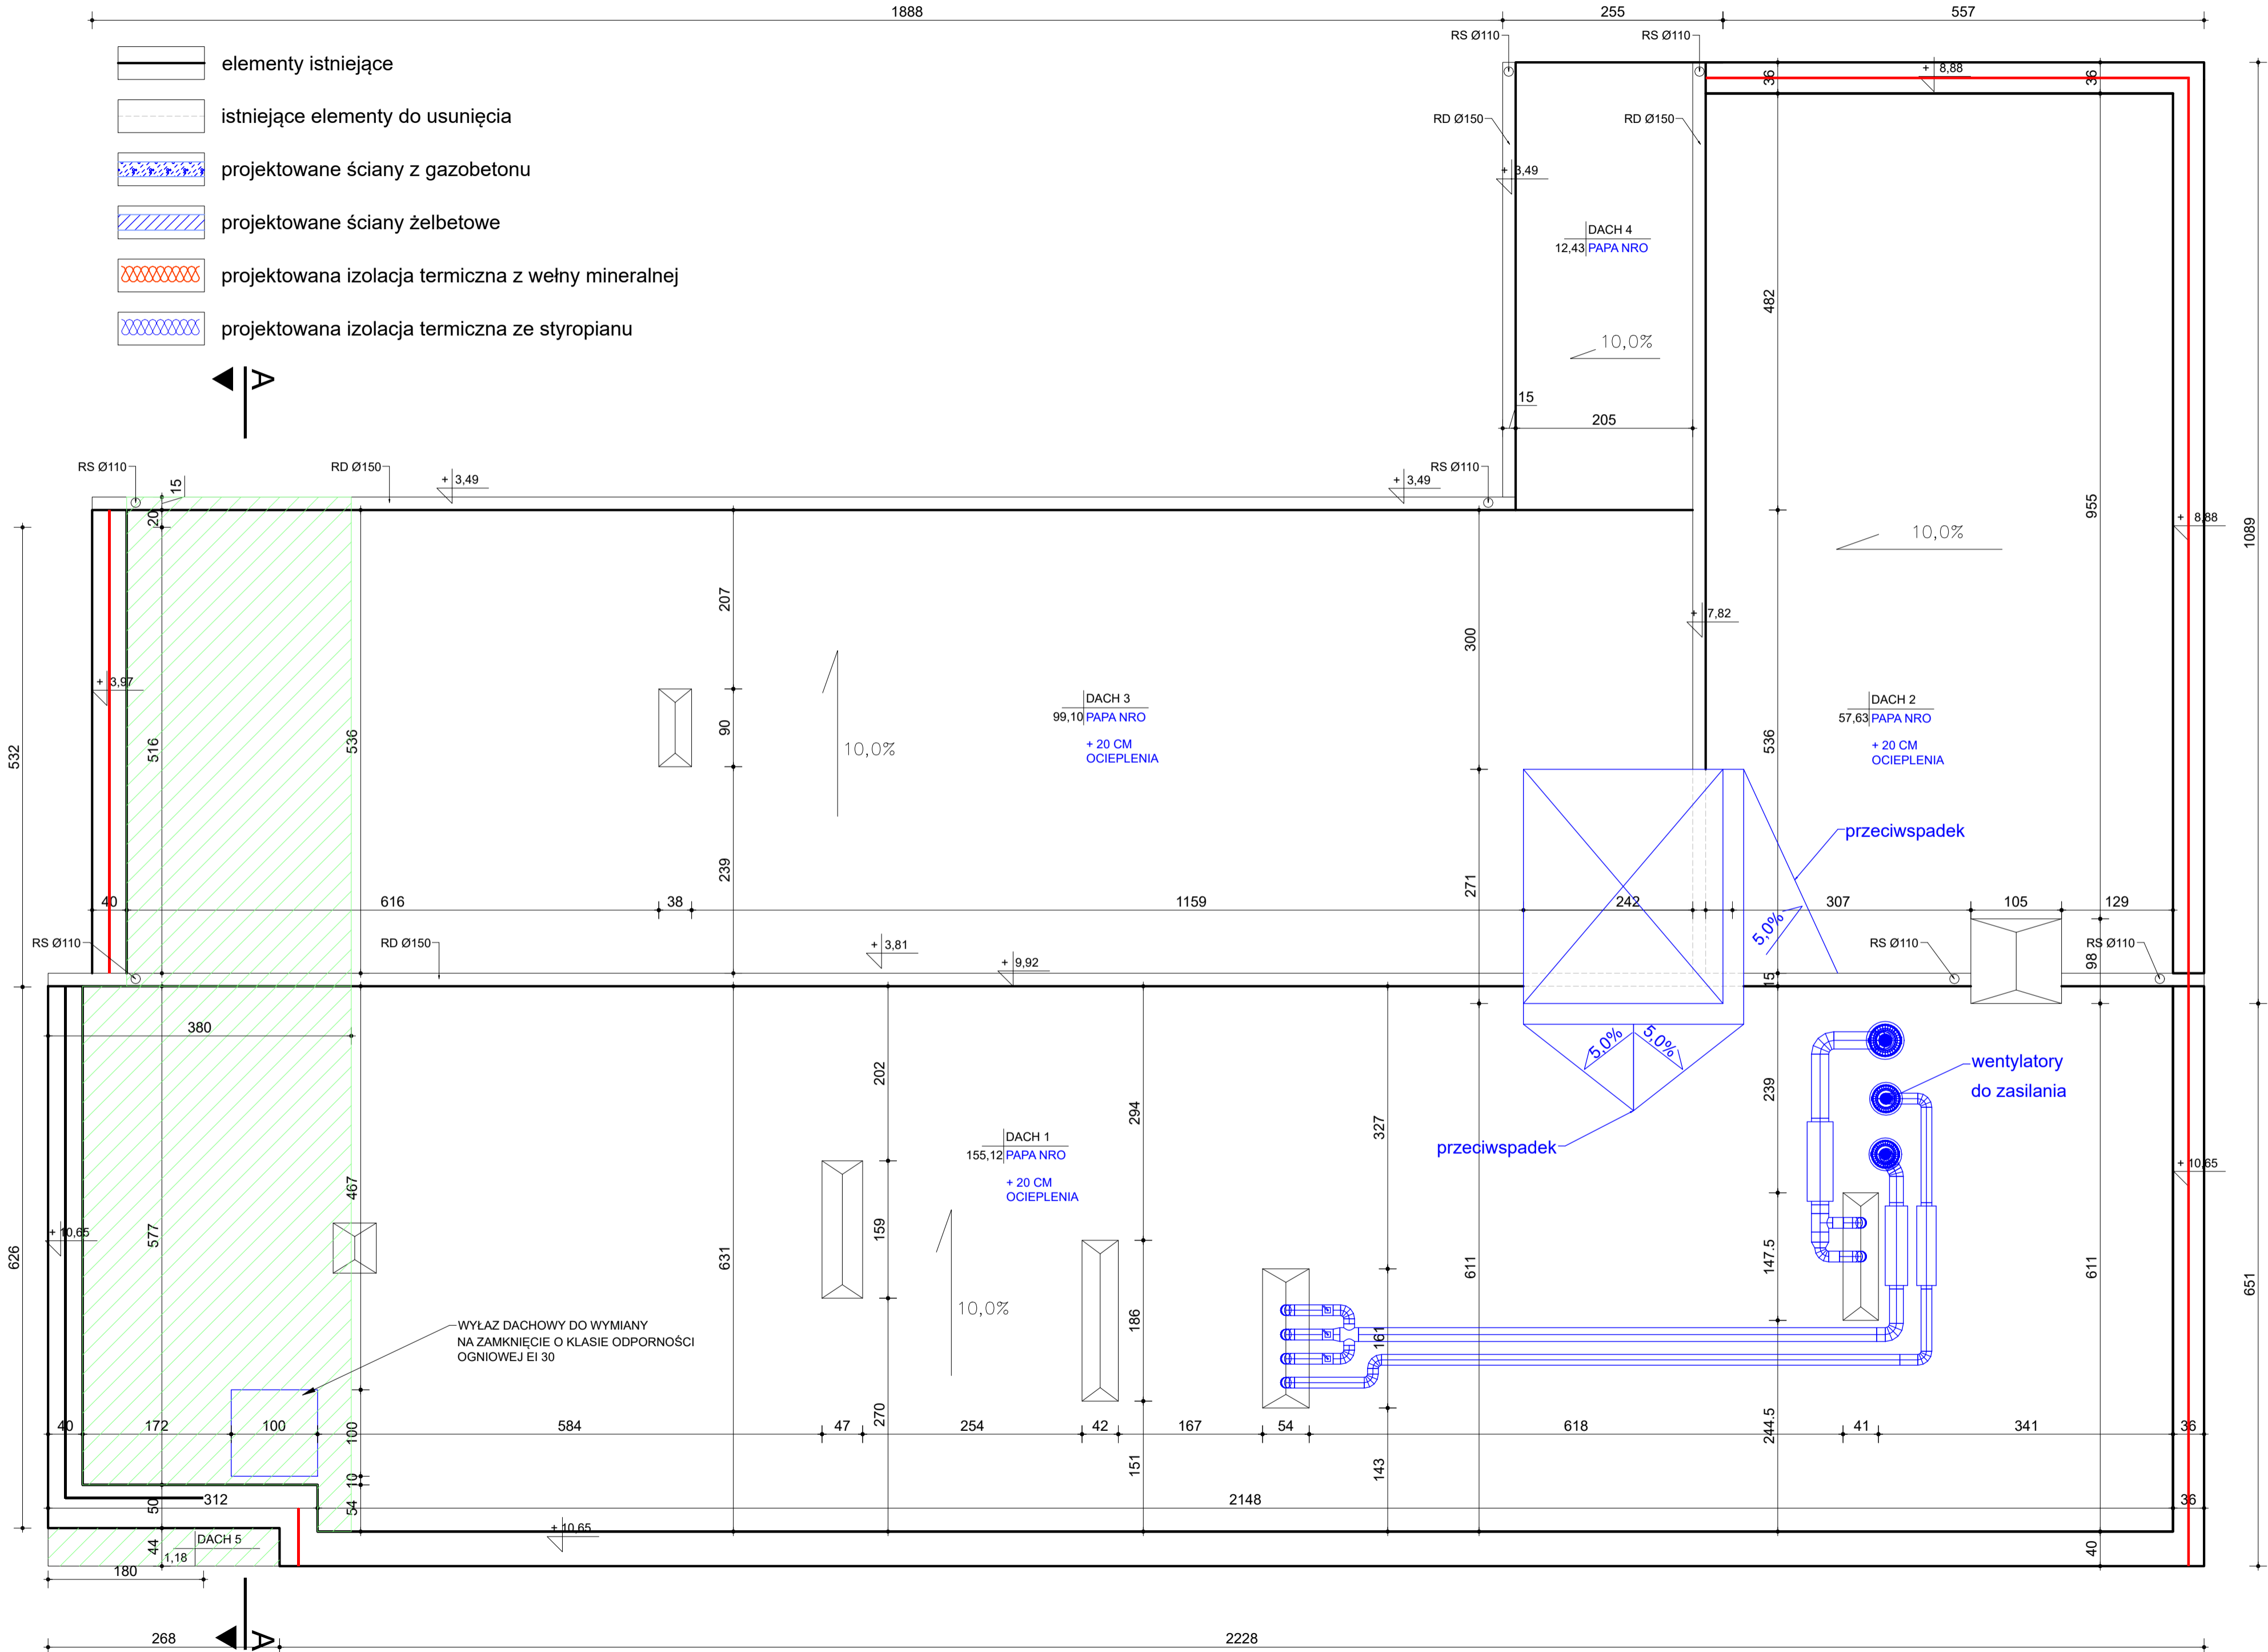 1888
255
557
elementy istniejące
istniejące elementy do usunięcia
projektowane ściany z gazobetonu
projektowane ściany żelbetowe
projektowana izolacja termiczna z wełny mineralnej
projektowana izolacja termiczna ze styropianu
RS Ø110
RS Ø110
RD Ø150
RD Ø150
+ 8,88
36
36
+ 3,49
DACH 4
12,43 PAPA NRO
10,0%
482
15
205
A
RS Ø110
RD Ø150
15
20
+ 3,49
+ 3,49
RS Ø110
955
1089
+ 8,88
10,0%
207
300
+ 7,82
+ 3,97
532
516
536
90
10,0%
DACH 3
99,10 PAPA NRO
+ 20 CM
OCIEPLENIA
DACH 2
57,63 PAPA NRO
+ 20 CM
OCIEPLENIA
536
przeciwspadek
239
271
40
616
38
1159
242
307
105
129
5,0%
RS Ø110
RD Ø150
+ 3,81
+ 9,92
RS Ø110
RS Ø110
98
15
380
5,0%
5,0%
202
294
327
239
wentylatory
do zasilania
przeciwspadek
DACH 1
155,12 PAPA NRO
+ 20 CM
OCIEPLENIA
+ 10,65
+ 10,65
467
577
626
631
159
611
147.5
611
651
10,0%
186
161
WYŁAZ DACHOWY DO WYMIANY
NA ZAMKNIĘCIE O KLASIE ODPORNOŚCI
OGNIOWEJ EI 30
270
244.5
40
172
100
100
584
47
254
42
167
54
618
41
341
36
151
143
10
50
312
54
2148
36
+ 10,65
DACH 5
1,18
44
40
180
A
268
2228